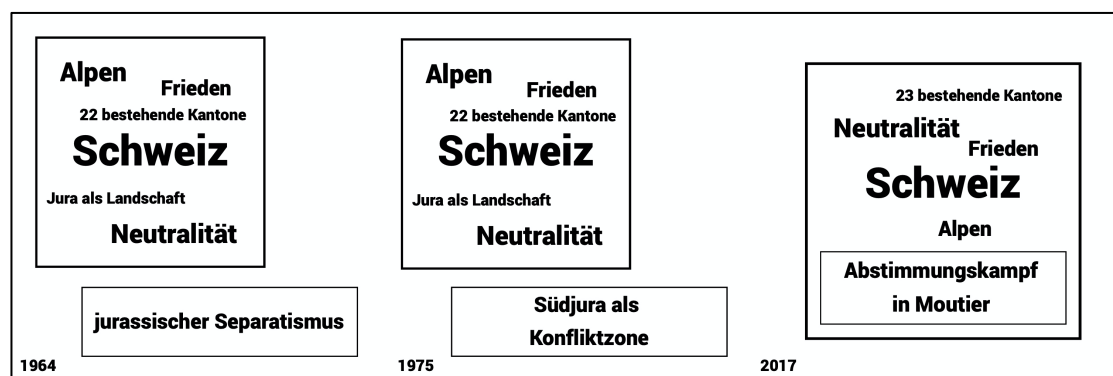 Alpen
Frieden
22 bestehende Kantone
Schweiz
Jura als Landschaft
Neutralität
jurassischer Separatismus
1964
Alpen
Frieden
22 bestehende Kantone
Schweiz
Jura als Landschaft
Neutralität
Südjura als
Konfliktzone
1975
23 bestehende Kantone
Neutralität
Frieden
Schweiz
Alpen
Abstimmungskampf
in Moutier
2017